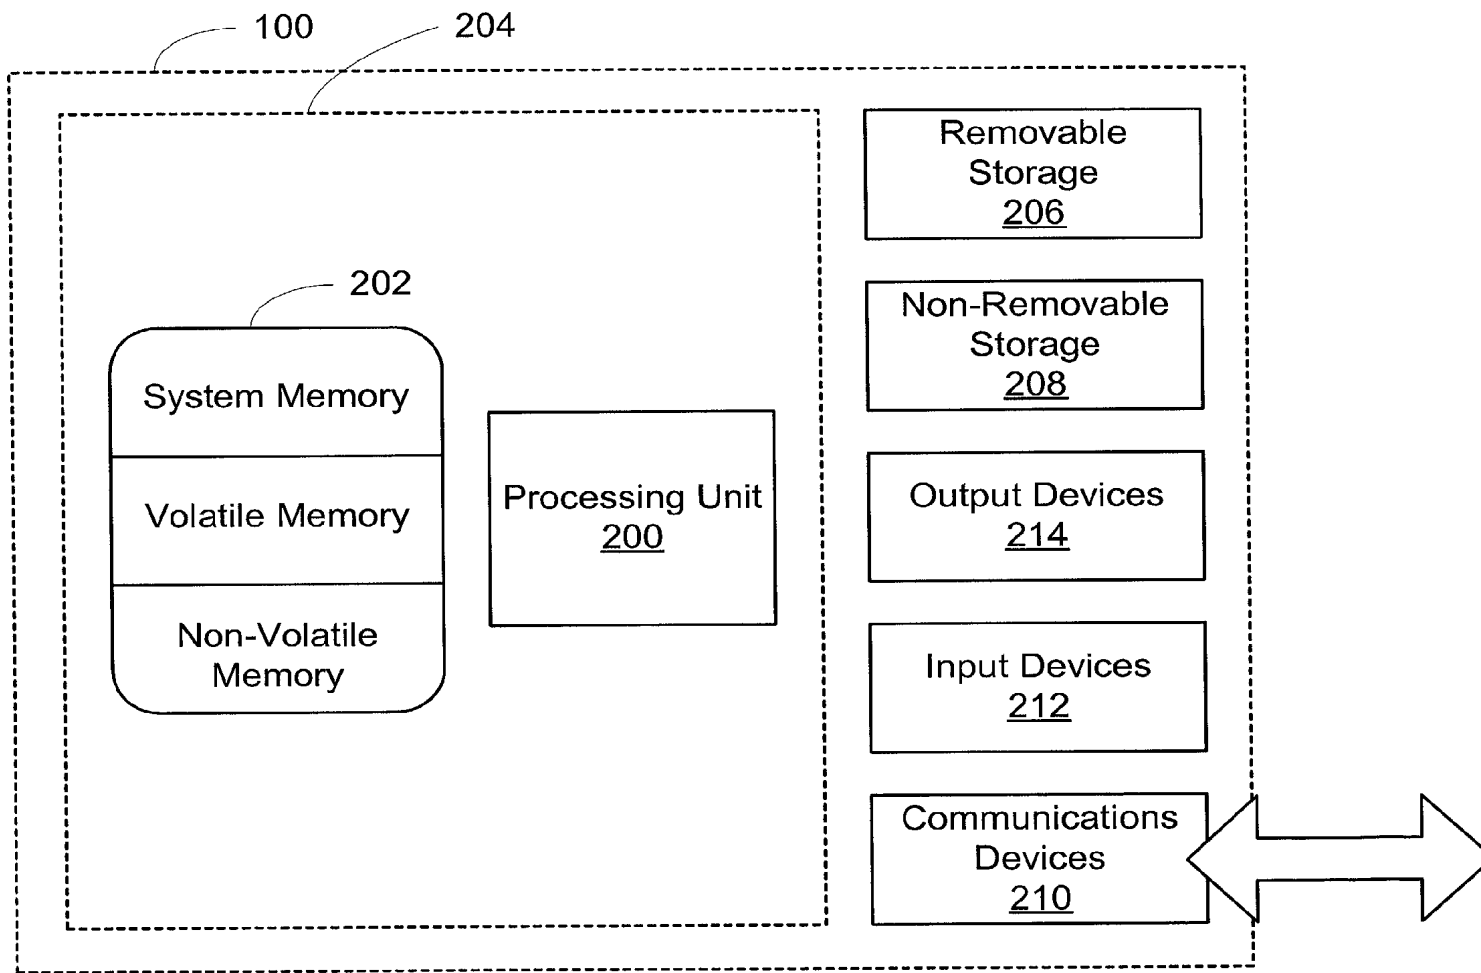 100
204
202
System Memory
Volatile Memory
Non-Volatile
Memory
Processing Unit
200
Removable
Storage
206
Non-Removable
Storage
208
Output Devices
214
Input Devices
212
Communications
Devices
210